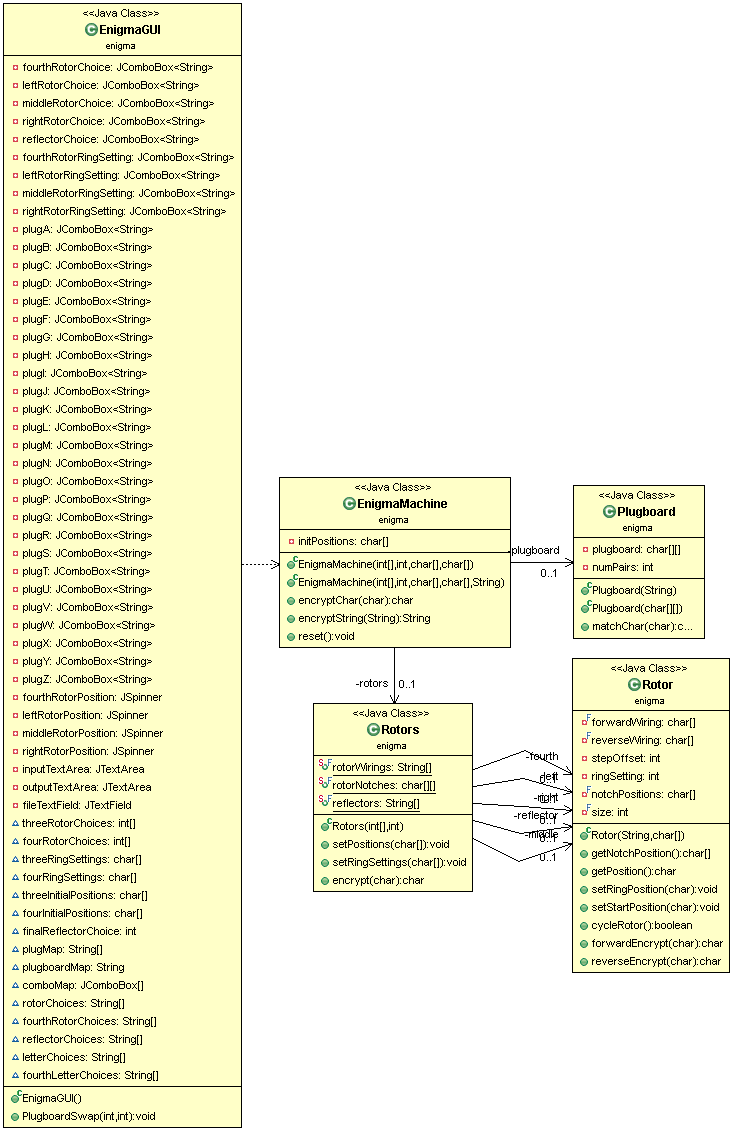 <<Java Class>>
EnigmaGUI
enigma
fourthRotorChoice: JComboBox<String>
leftRotorChoice: JComboBox<String>
middleRotorChoice: JComboBox<String>
rightRotorChoice: JComboBox<String>
reflectorChoice: JComboBox<String>
fourthRotorRingSetting: JComboBox<String>
leftRotorRingSetting: JComboBox<String>
middleRotorRingSetting: JComboBox<String>
rightRotorRingSetting: JComboBox<String>
plugA: JComboBox<String>
plugB: JComboBox<String>
plugC: JComboBox<String>
plugD: JComboBox<String>
plugE: JComboBox<String>
plugF: JComboBox<String>
plugG: JComboBox<String>
plugH: JComboBox<String>
plugI: JComboBox<String>
plugJ: JComboBox<String>
plugK: JComboBox<String>
plugL: JComboBox<String>
plugM: JComboBox<String>
plugN: JComboBox<String>
plugO: JComboBox<String>
plugP: JComboBox<String>
plugQ: JComboBox<String>
plugR: JComboBox<String>
plugS: JComboBox<String>
plugT: JComboBox<String>
plugU: JComboBox<String>
plugV: JComboBox<String>
plugW: JComboBox<String>
plugX: JComboBox<String>
plugY: JComboBox<String>
plugZ: JComboBox<String>
fourthRotorPosition: JSpinner
leftRotorPosition: JSpinner
middleRotorPosition: JSpinner
rightRotorPosition: JSpinner
inputTextArea: JTextArea
outputTextArea: JTextArea
fileTextField: JTextField
threeRotorChoices: int[]
fourRotorChoices: int[]
threeRingSettings: char[]
fourRingSettings: char[]
threeInitialPositions: char[]
fourInitialPositions: char[]
finalReflectorChoice: int
plugMap: String[]
plugboardMap: String
comboMap: JComboBox[]
rotorChoices: String[]
fourthRotorChoices: String[]
reflectorChoices: String[]
letterChoices: String[]
fourthLetterChoices: String[]
EnigmaGUI()
PlugboardSwap(int,int):void
<<Java Class>>
EnigmaMachine
enigma
initPositions: char[]
EnigmaMachine(int[],int,char[],char[])
EnigmaMachine(int[],int,char[],char[],String)
encryptChar(char):char
encryptString(String):String
reset():void
-plugboard
0..1
<<Java Class>>
Plugboard
enigma
plugboard: char[][]
numPairs: int
Plugboard(String)
Plugboard(char[][])
matchChar(char):c...
-rotors
0..1
<<Java Class>>
Rotors
enigma
rotorWirings: String[]
rotorNotches: char[][]
reflectors: String[]
Rotors(int[],int)
setPositions(char[]):void
setRingSettings(char[]):void
encrypt(char):char
-fourth
0..1
-left
0..1
-right
-reflector
0..1
-middle
0..1
0..1
<<Java Class>>
Rotor
enigma
forwardWiring: char[]
reverseWiring: char[]
stepOffset: int
ringSetting: int
notchPositions: char[]
size: int
Rotor(String,char[])
getNotchPosition():char[]
getPosition():char
setRingPosition(char):void
setStartPosition(char):void
cycleRotor():boolean
forwardEncrypt(char):char
reverseEncrypt(char):char